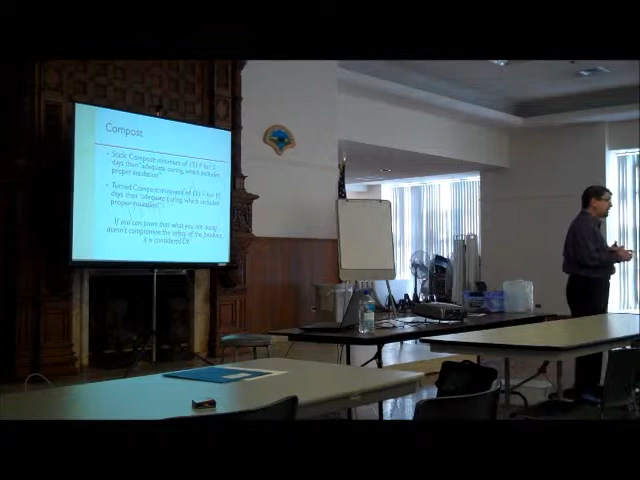 Compost
• Static Compost minimum of 131 F for 3
days then "adequate curing, which includes
proper insulation"
• Turned Compost minimum of 131 F for 15
days then "adequate curing, which includes
proper insulation"
If you can prove that what you are doing
doesn't compromise the safety of the produce,
it is considered OK